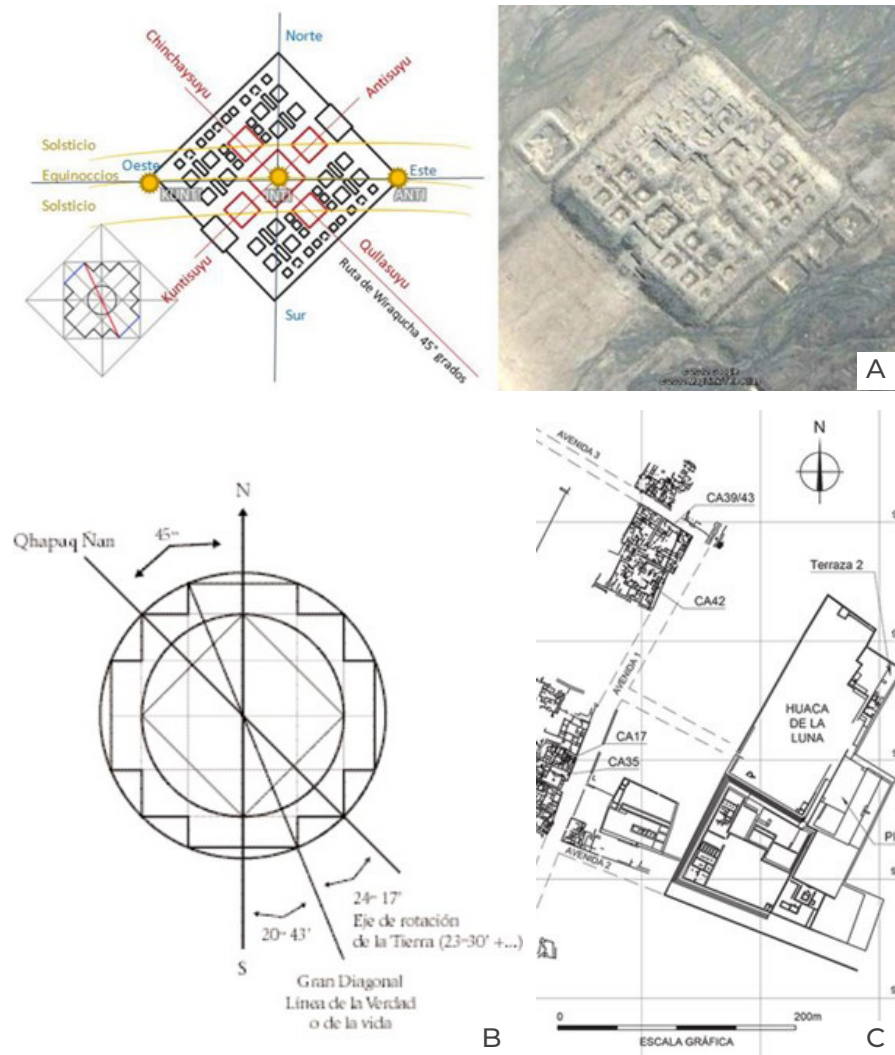 Norte
Chinchaysuyu
Antisuyu
Solsticio
Oeste
Este
Equinoccios
KUNTI
INTI
ANTI
Solsticio
Kuntisuyu
Qullasuyu
Ruta de Wiraqucha 45° grados
Sur
A
N
45°
Qhapaq Ñan
24- 17'
Eje de rotación
de la Tierra (23-30' +...)
20- 43'
S
Gran Diagonal
Línea de la Verdad
o de la vida
B
N
AVENIDA 3
CA39/43
Terraza 2
CA42
AVENIDA 1
HUACA
DE LA
LUNA
CA17
CA35
AVENIDA 2
0
200m
ESCALA GRÁFICA
C